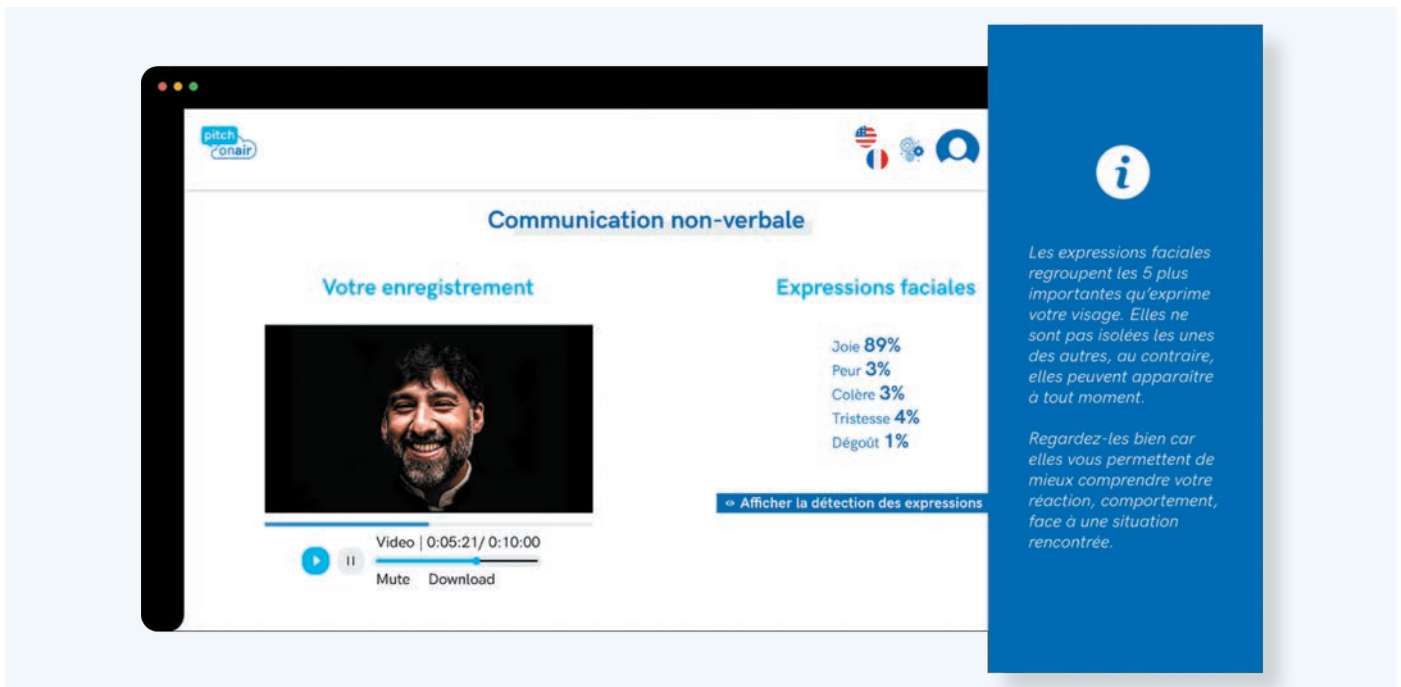 pitch
onair
Communication non-verbale
Votre enregistrement
Video | 0:05:21/ 0:10:00
Mute Download
Expressions faciales
Joie 89%
Peur 3%
Colère 3%
Tristesse 4%
Dégoût 1%
Afficher la détection des expressions
i
Les expressions faciales
regroupent les 5 plus
importantes qu'exprime
votre visage. Elles ne
sont pas isolées les unes
des autres, au contraire,
elles peuvent apparaître
à tout moment.
Regardez-les bien car
elles vous permettent de
mieux comprendre votre
réaction, comportement,
face à une situation
rencontrée.